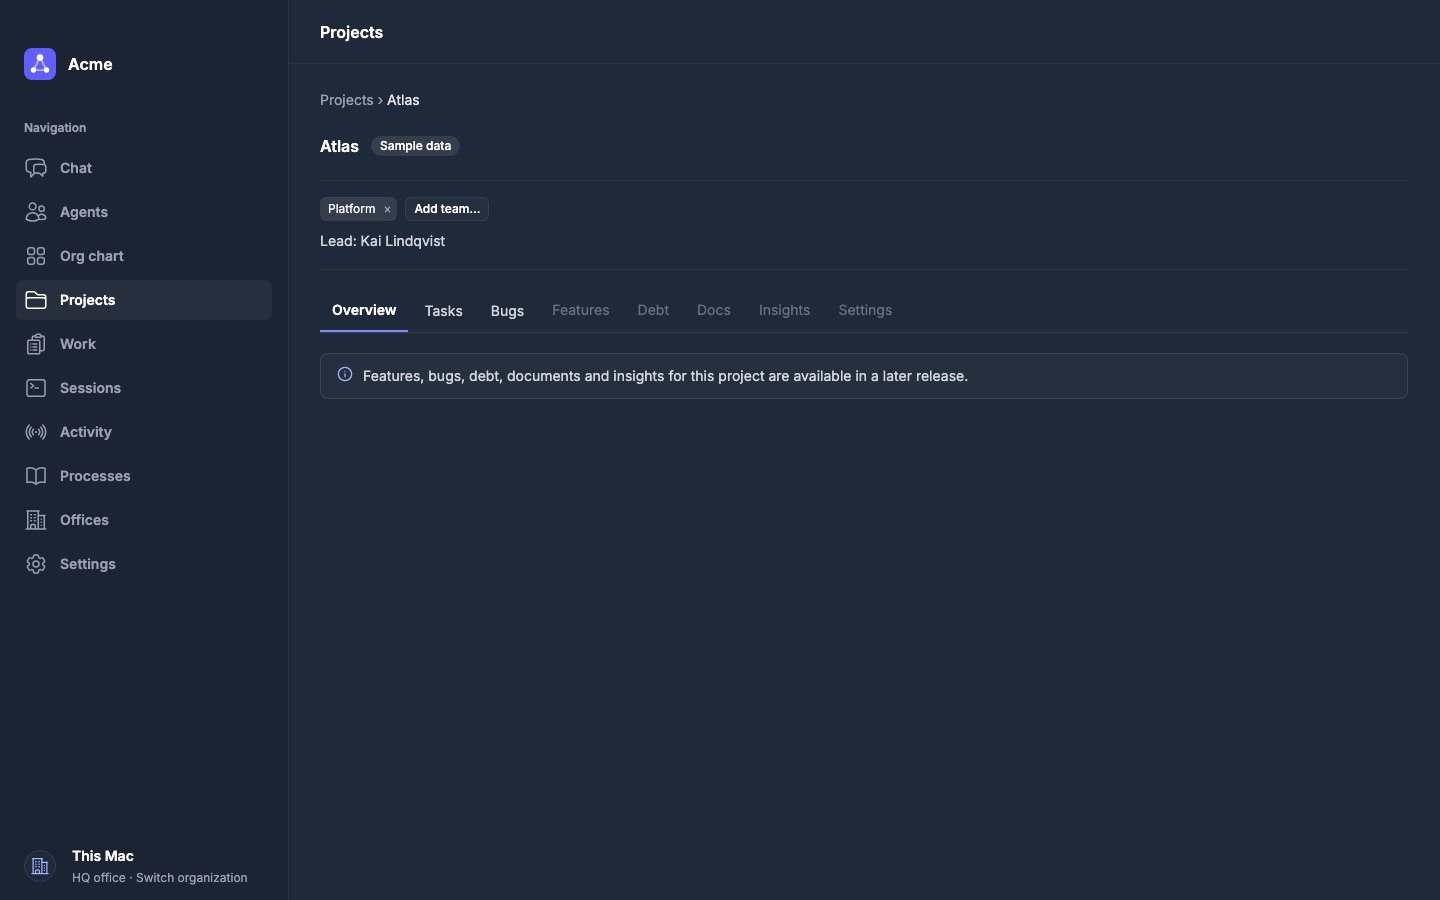 Acme
Navigation
Chat
Agents
Org chart
Projects
Work
Sessions
Activity
Processes
Offices
Settings
This Mac
HQ office · Switch organization
Projects
Projects › Atlas
Atlas Sample data
Platform × Add team...
Lead: Kai Lindqvist
Overview Tasks Bugs Features Debt Docs Insights Settings
Features, bugs, debt, documents and insights for this project are available in a later release.